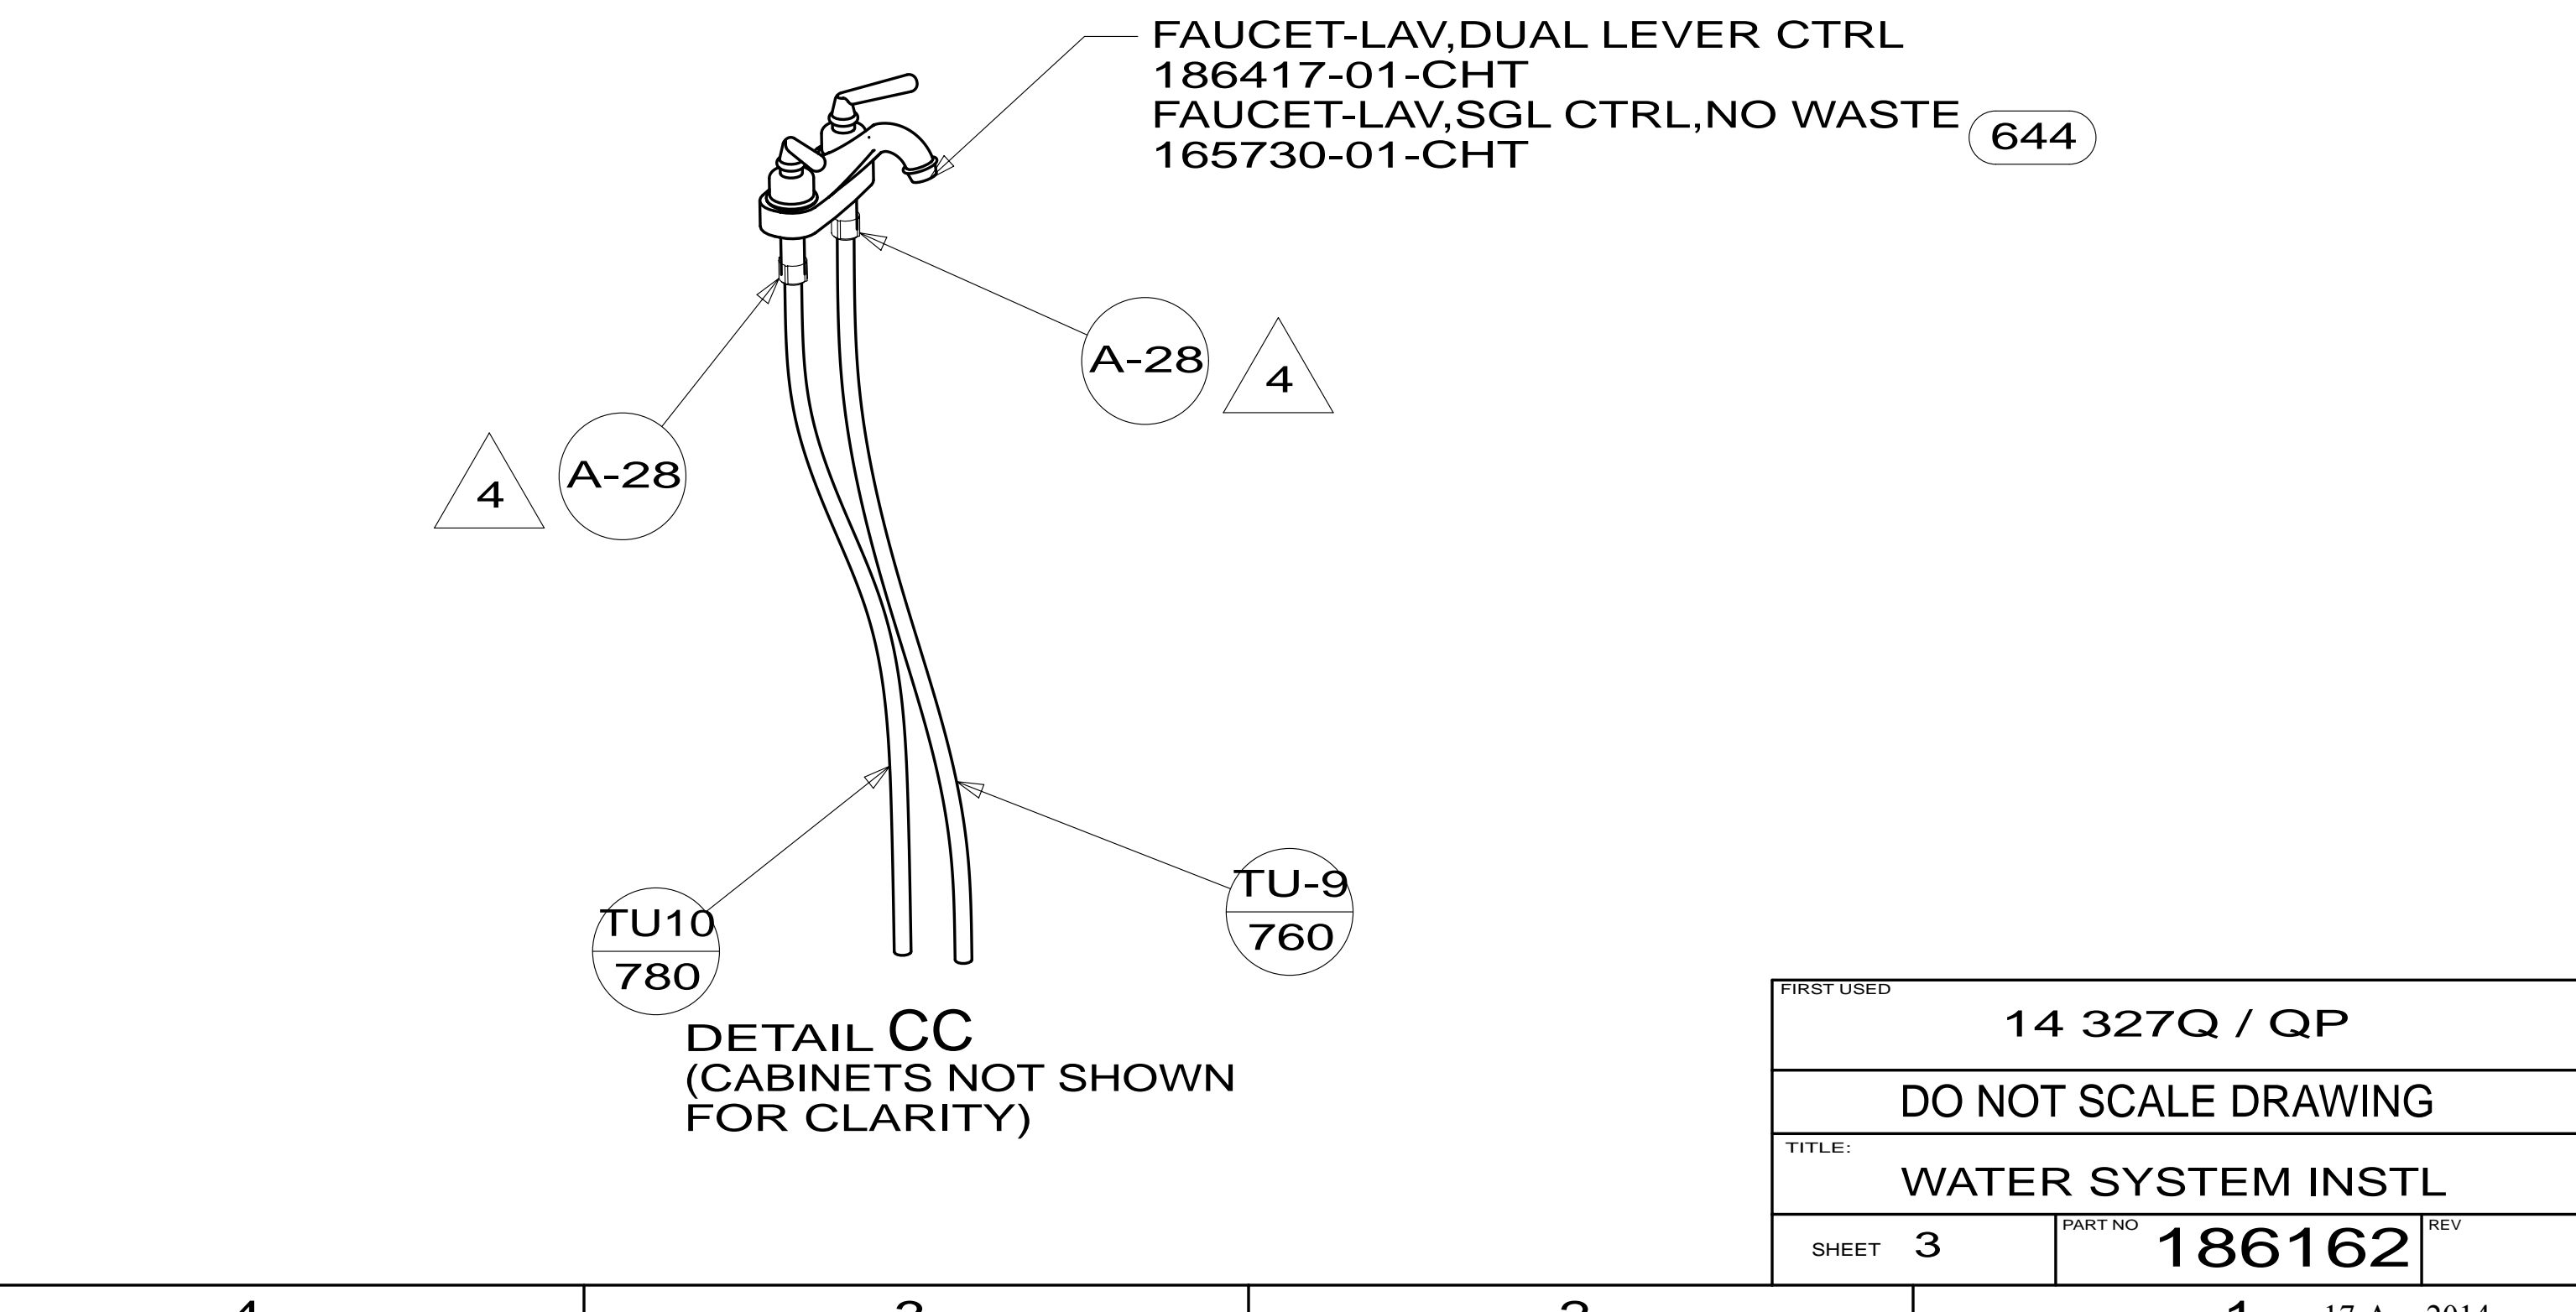 FAUCET-LAV,DUAL LEVER CTRL
186417-01-CHT
FAUCET-LAV,SGL CTRL,NO WASTE
165730-01-CHT
644
A-28
4
4
A-28
TU-9
760
TU10
780
DETAIL CC
(CABINETS NOT SHOWN
FOR CLARITY)
FIRST USED
14 327Q / QP
DO NOT SCALE DRAWING
TITLE:
WATER SYSTEM INSTL
SHEET 3
PART NO 186162
REV